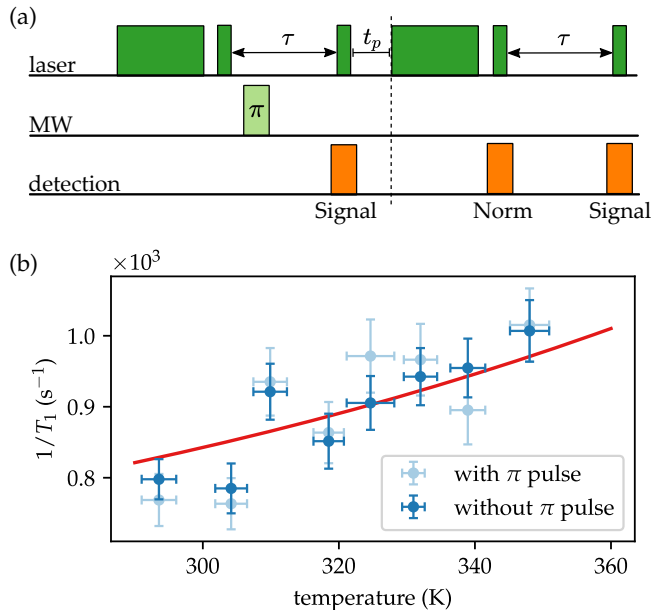 (a)
τ
t_p
τ
laser
π
MW
detection
Signal
Norm
Signal
(b)
×10³
1.0
0.9
0.8
1/T₁ (s⁻¹)
with π pulse
without π pulse
300
320
340
360
temperature (K)